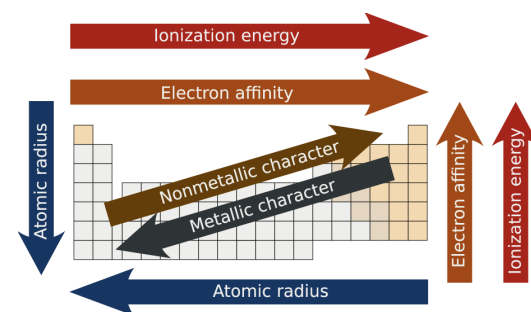 Ionization energy
Electron affinity
Atomic radius
Nonmetallic character
Metallic character
Electron affinity
Ionization energy
Atomic radius